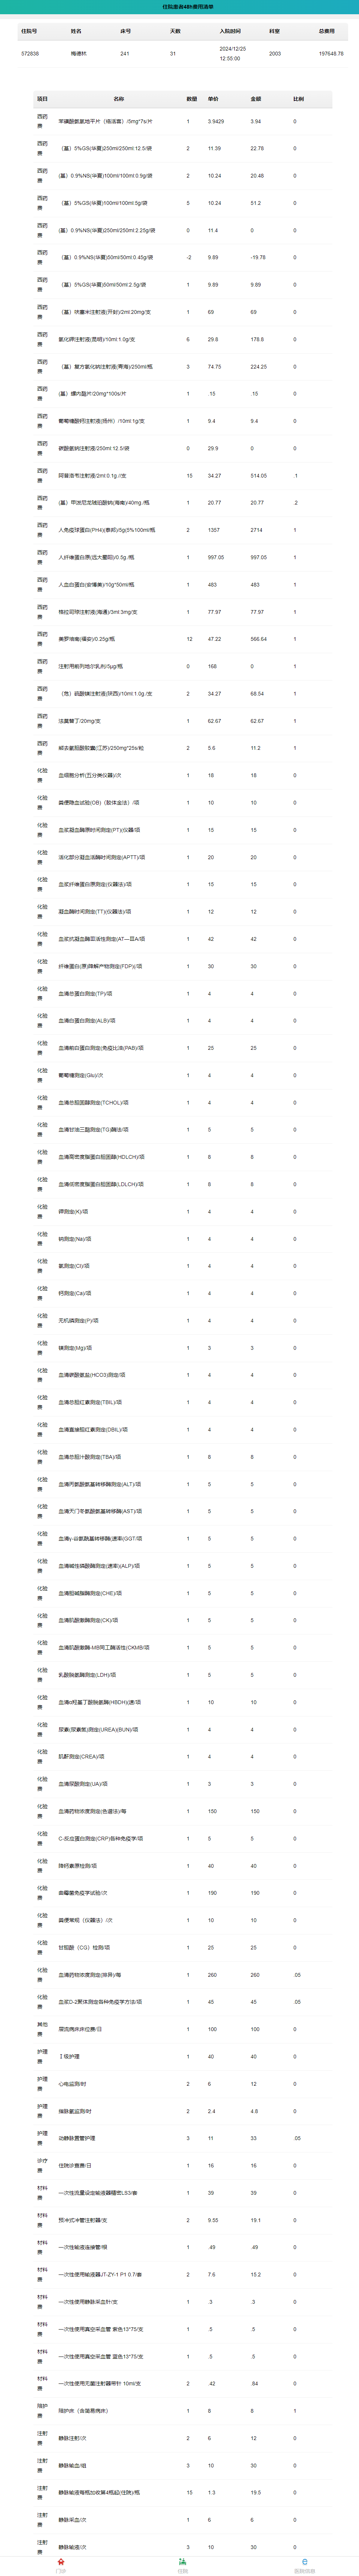 住院患者48h费用清单
住院号 姓名 床号 天数 入院时间 科室 总费用
572838 梅德林 241 31 2024/12/25 12:55:00 2003 197648.78
项目 名称 数量 单价 金额 比例
西药费 苯磺酸氨氯地平片（络活喜）/5mg*7s/片 1 3.9429 3.94 0
西药费 （基）5%GS(华夏)250ml/250ml:12.5/袋 2 11.39 22.78 0
西药费 （基）0.9%NS(华夏)100ml/100ml:0.9g/袋 2 10.24 20.48 0
西药费 （基）5%GS(华夏)100ml/100ml:5g/袋 5 10.24 51.2 0
西药费 （基）0.9%NS(华夏)250ml/250ml:2.25g/袋 0 11.4 0 0
西药费 （基）0.9%NS(华夏)50ml/50ml:0.45g/袋 -2 9.89 -19.78 0
西药费 （基）5%GS(华夏)50ml/50ml:2.5g/袋 1 9.89 9.89 0
西药费 （基）呋塞米注射液(开封)/2ml:20mg/支 1 69 69 0
西药费 氯化钾注射液(昆明)/10ml:1.0g/支 6 29.8 178.8 0
西药费 （基）复方氯化钠注射液(青海)/250ml/瓶 3 74.75 224.25 0
西药费 （基）螺内酯片/20mg*100s/片 1 .15 .15 0
西药费 葡萄糖酸钙注射液(扬州）/10ml:1g/支 1 9.4 9.4 0
西药费 碳酸氢钠注射液/250ml:12.5/袋 0 29.9 0 0
西药费 阿昔洛韦注射液/2ml:0.1g //支 15 34.27 514.05 .1
西药费 （基）甲泼尼龙琥珀酸钠(海南)/40mg /瓶 1 20.77 20.77 .2
西药费 人免疫球蛋白(PH4)(泰邦)/5g(5%100ml/瓶 2 1357 2714 1
西药费 人纤维蛋白原(远大蜀阳)/0.5g /瓶 1 997.05 997.05 1
西药费 人血白蛋白(安博美)/10g*50ml/瓶 1 483 483 1
西药费 格拉司琼注射液(海通)/3ml:3mg/支 1 77.97 77.97 1
西药费 美罗培南(福安)/0.25g/瓶 12 47.22 566.64 1
西药费 注射用前列地尔乳剂/5μg/瓶 0 168 0 1
西药费 （危）硫酸镁注射液(陕西)/10ml:1.0g /支 2 34.27 68.54 1
西药费 法莫替丁/20mg/支 1 62.67 62.67 1
西药费 熊去氧胆酸胶囊(江苏)/250mg*25s/粒 2 5.6 11.2 1
化验费 血细胞分析(五分类仪器)/次 1 18 18 0
化验费 粪便隐血试验(OB)（胶体金法）/项 1 10 10 0
化验费 血浆凝血酶原时间测定(PT)(仪器/项 1 15 15 0
化验费 活化部分凝血活酶时间测定(APTT)/项 1 20 20 0
化验费 血浆纤维蛋白原测定(仪器法)/项 1 15 15 0
化验费 凝血酶时间测定(TT)(仪器法)/项 1 12 12 0
化验费 血浆抗凝血酶Ⅲ活性测定(AT—ⅢA/项 1 42 42 0
化验费 纤维蛋白(原)降解产物测定(FDP)(/项 1 30 30 0
化验费 血清总蛋白测定(TP)/项 1 4 4 0
化验费 血清白蛋白测定(ALB)/项 1 4 4 0
化验费 血清前白蛋白测定(免疫比浊(PAB)/项 1 25 25 0
化验费 葡萄糖测定(Glu)/次 1 4 4 0
化验费 血清总胆固醇测定(TCHOL)/项 1 4 4 0
化验费 血清甘油三酯测定(TG)酶法/项 1 5 5 0
化验费 血清高密度脂蛋白胆固醇(HDLCH)/项 1 8 8 0
化验费 血清低密度脂蛋白胆固醇(LDLCH)/项 1 8 8 0
化验费 钾测定(K)/项 1 4 4 0
化验费 钠测定(Na)/项 1 4 4 0
化验费 氯测定(Cl)/项 1 4 4 0
化验费 钙测定(Ca)/项 1 4 4 0
化验费 无机磷测定(P)/项 1 4 4 0
化验费 镁测定(Mg)/项 1 3 3 0
化验费 血清碳酸氢盐(HCO3)测定/项 1 4 4 0
化验费 血清总胆红素测定(TBIL)/项 1 4 4 0
化验费 血清直接胆红素测定(DBIL)/项 1 4 4 0
化验费 血清总胆汁酸测定(TBA)/项 1 8 8 0
化验费 血清丙氨酸氨基转移酶测定(ALT)/项 1 5 5 0
化验费 血清天门冬氨酸氨基转移酶(AST)/项 1 5 5 0
化验费 血清γ-谷氨酰基转移酶(速率(GGT/项 1 5 5 0
化验费 血清碱性磷酸酶测定(速率)(ALP)/项 1 5 5 0
化验费 血清胆碱酯酶测定(CHE)/项 1 5 5 0
化验费 血清肌酸激酶测定(CK)/项 1 5 5 0
化验费 血清肌酸激酶-MB同工酶活性(CKMB/项 1 5 5 0
化验费 乳酸脱氢酶测定(LDH)/项 1 5 5 0
化验费 血清α羟基丁酸脱氢酶(HBDH)(速/项 1 10 10 0
化验费 尿素(尿素氮)测定(UREA)(BUN)/项 1 4 4 0
化验费 肌酐测定(CREA)/项 1 4 4 0
化验费 血清尿酸测定(UA)/项 1 3 3 0
化验费 血清药物浓度测定(色谱法)/每 1 150 150 0
化验费 C-反应蛋白测定(CRP)各种免疫学/项 1 5 5 0
化验费 降钙素原检测/项 1 40 40 0
化验费 曲霉菌免疫学试验/次 1 190 190 0
化验费 粪便常规（仪器法）/次 1 10 10 0
化验费 甘胆酸（CG）检测/项 1 25 25 0
化验费 血清药物浓度测定(排异)/每 1 260 260 .05
化验费 血浆D-2聚体测定各种免疫学方法/项 1 45 45 .05
其他费 层流病床床位费/日 1 100 100 0
护理费 Ⅰ级护理 1 40 40 0
护理费 心电监测/时 2 6 12 0
护理费 指脉氧监测/时 2 2.4 4.8 0
护理费 动静脉置管护理 3 11 33 .05
诊疗费 住院诊查费/日 1 16 16 0
材料费 一次性流量设定输液器精密LS3/套 1 39 39 0
材料费 预冲式冲管注射器/支 2 9.55 19.1 0
材料费 一次性输液连接管/根 1 .49 .49 0
材料费 一次性使用输液器JT-ZY-1 P1 0.7/套 2 7.6 15.2 0
材料费 一次性使用静脉采血针/支 1 .3 .3 0
材料费 一次性使用真空采血管 紫色13*75/支 1 .5 .5 0
材料费 一次性使用真空采血管 蓝色13*75/支 1 .5 .5 0
材料费 一次性使用无菌注射器带针 10ml/支 2 .42 .84 0
陪护费 陪护床（含简易病床） 1 8 8 1
注射费 静脉注射/次 2 6 12 0
注射费 静脉输血/组 3 10 30 0
注射费 静脉输液每瓶加收第4瓶起(住院)/瓶 15 1.3 19.5 0
注射费 静脉采血/次 1 6 6 0
注射费 静脉输液/次 3 10 30 0
门诊 住院 医院信息